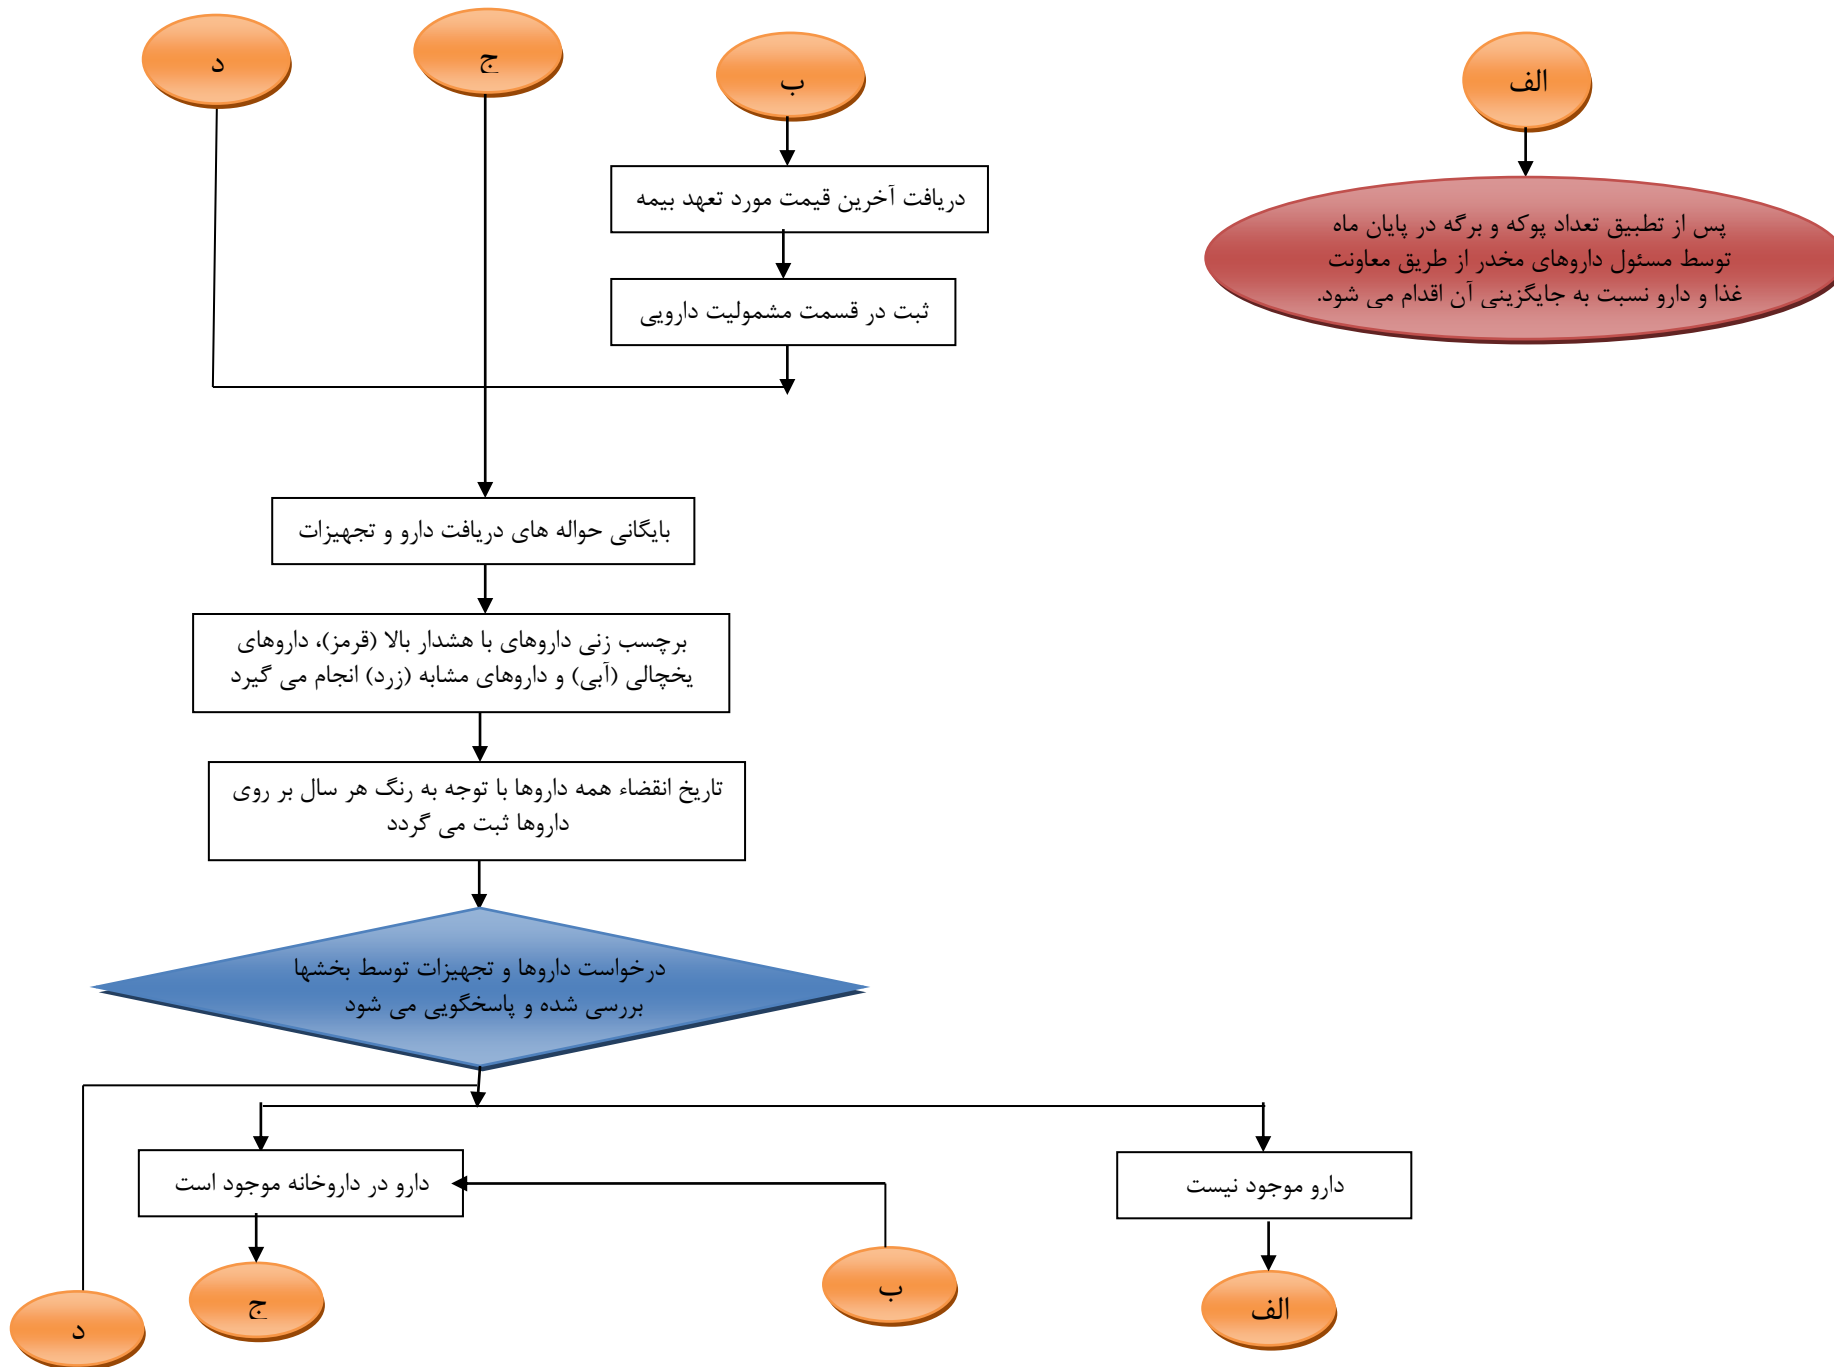 الف
ب
ج
د
پس از تطبیق تعداد پوکه و برگه در پایان ماه
توسط مسئول داروهای مخدر از طریق معاونت
غذا و دارو نسبت به جایگزینی آن اقدام می شود.
دریافت آخرین قیمت مورد تعهد بیمه
ثبت در قسمت مشمولیت دارویی
بایگانی حواله های دریافت دارو و تجهیزات
برچسب زنی داروهای با هشدار بالا (قرمز)، داروهای
یخچالی (آبی) و داروهای مشابه (زرد) انجام می گیرد
تاریخ انقضاء همه داروها با توجه به رنگ هر سال بر روی
داروها ثبت می گردد
درخواست داروها و تجهیزات توسط بخشها
بررسی شده و پاسخگویی می شود
دارو موجود نیست
دارو در داروخانه موجود است
الف
ب
ج
د